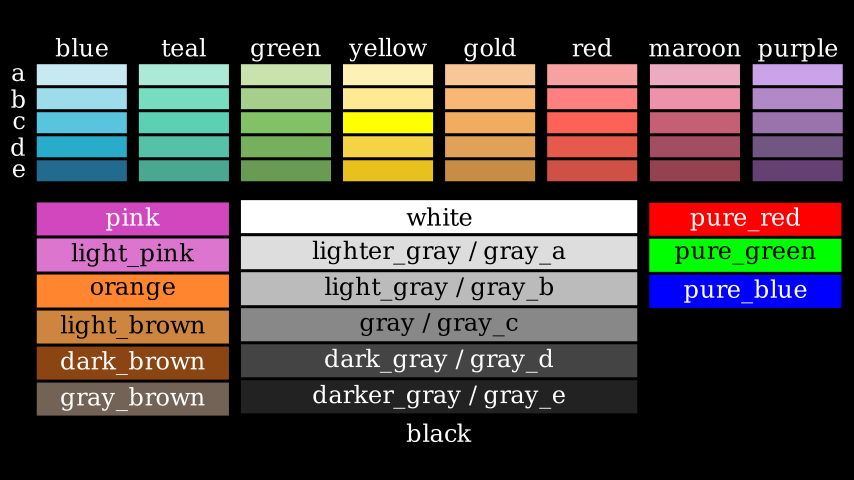 blue teal green yellow gold red maroon purple
a
b
c
d
e
pink
light_pink
orange
light_brown
dark_brown
gray_brown
white
lighter_gray / gray_a
light_gray / gray_b
gray / gray_c
dark_gray / gray_d
darker_gray / gray_e
black
pure_red
pure_green
pure_blue